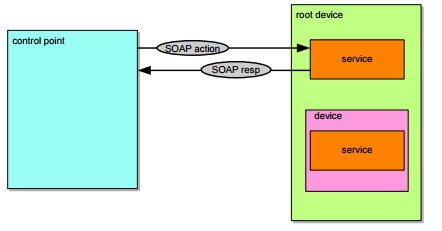 root device
control point
SOAP action
service
SOAP resp
device
service